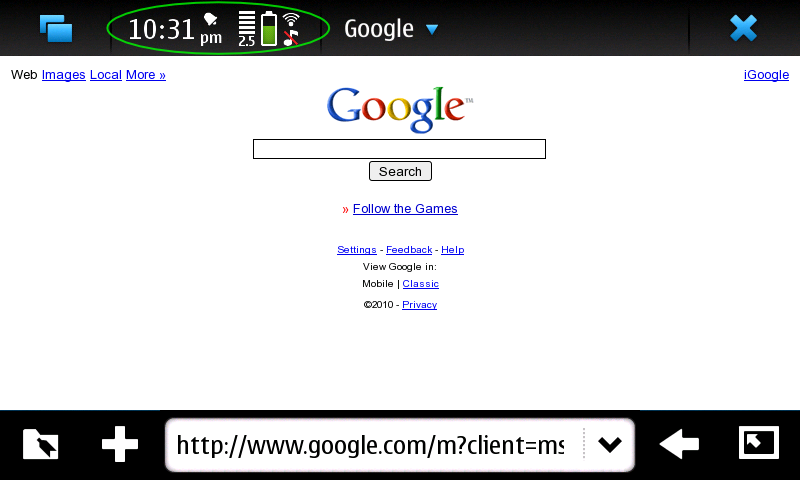 10:31 pm 2.5 Google
Web Images Local More » iGoogle
Google™
Search
» Follow the Games
Settings - Feedback - Help
View Google in:
Mobile | Classic
©2010 - Privacy
http://www.google.com/m?client=ms